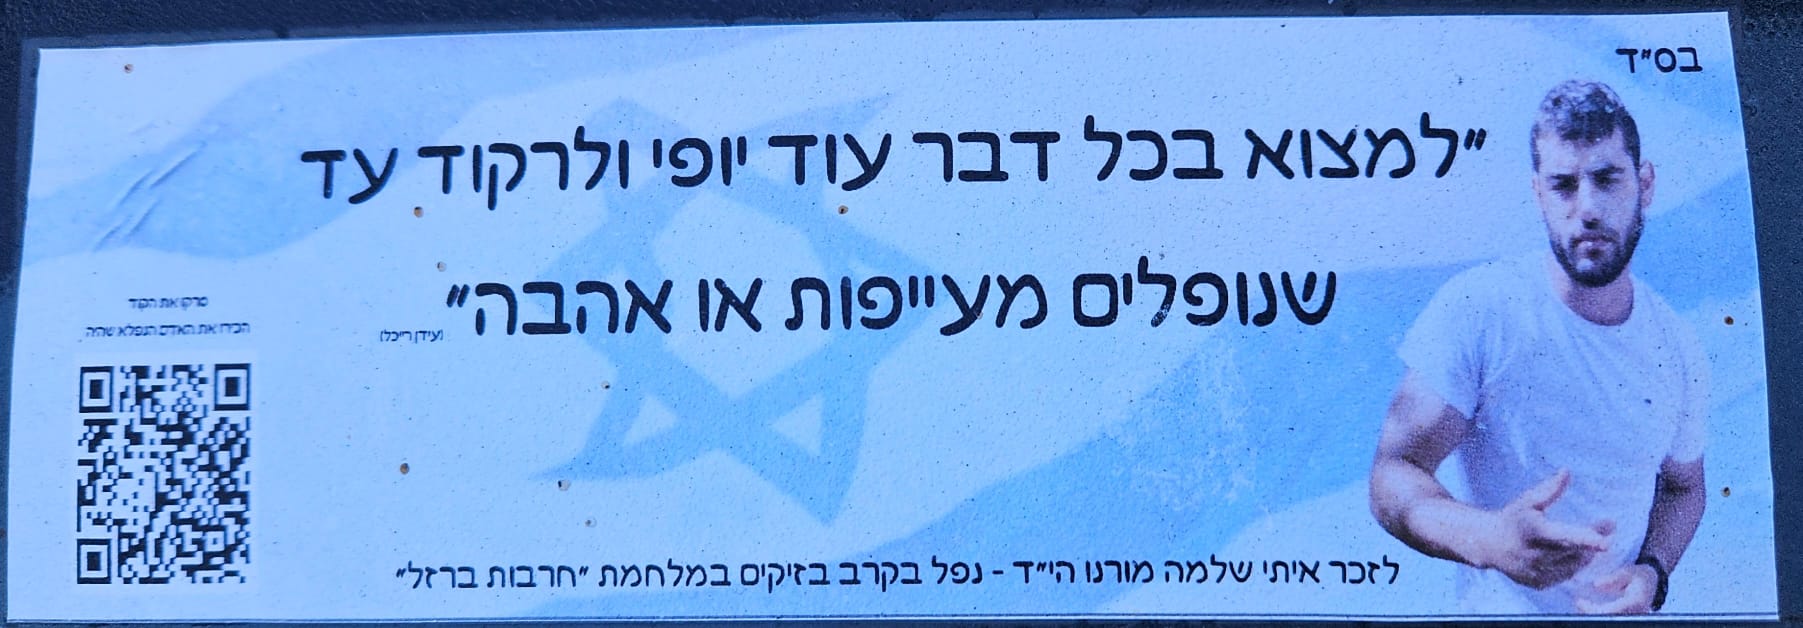 בס״ד
״למצוא בכל דבר עוד יופי ולרקוד עד
שנופלים מעייפות או אהבה״
(עידן רייכל)
סרקו את הקוד
הכירו את האדם הנפלא שהיה
לזכר איתי שלמה מורנו הי״ד - נפל בקרב בזיקים במלחמת ״חרבות ברזל״